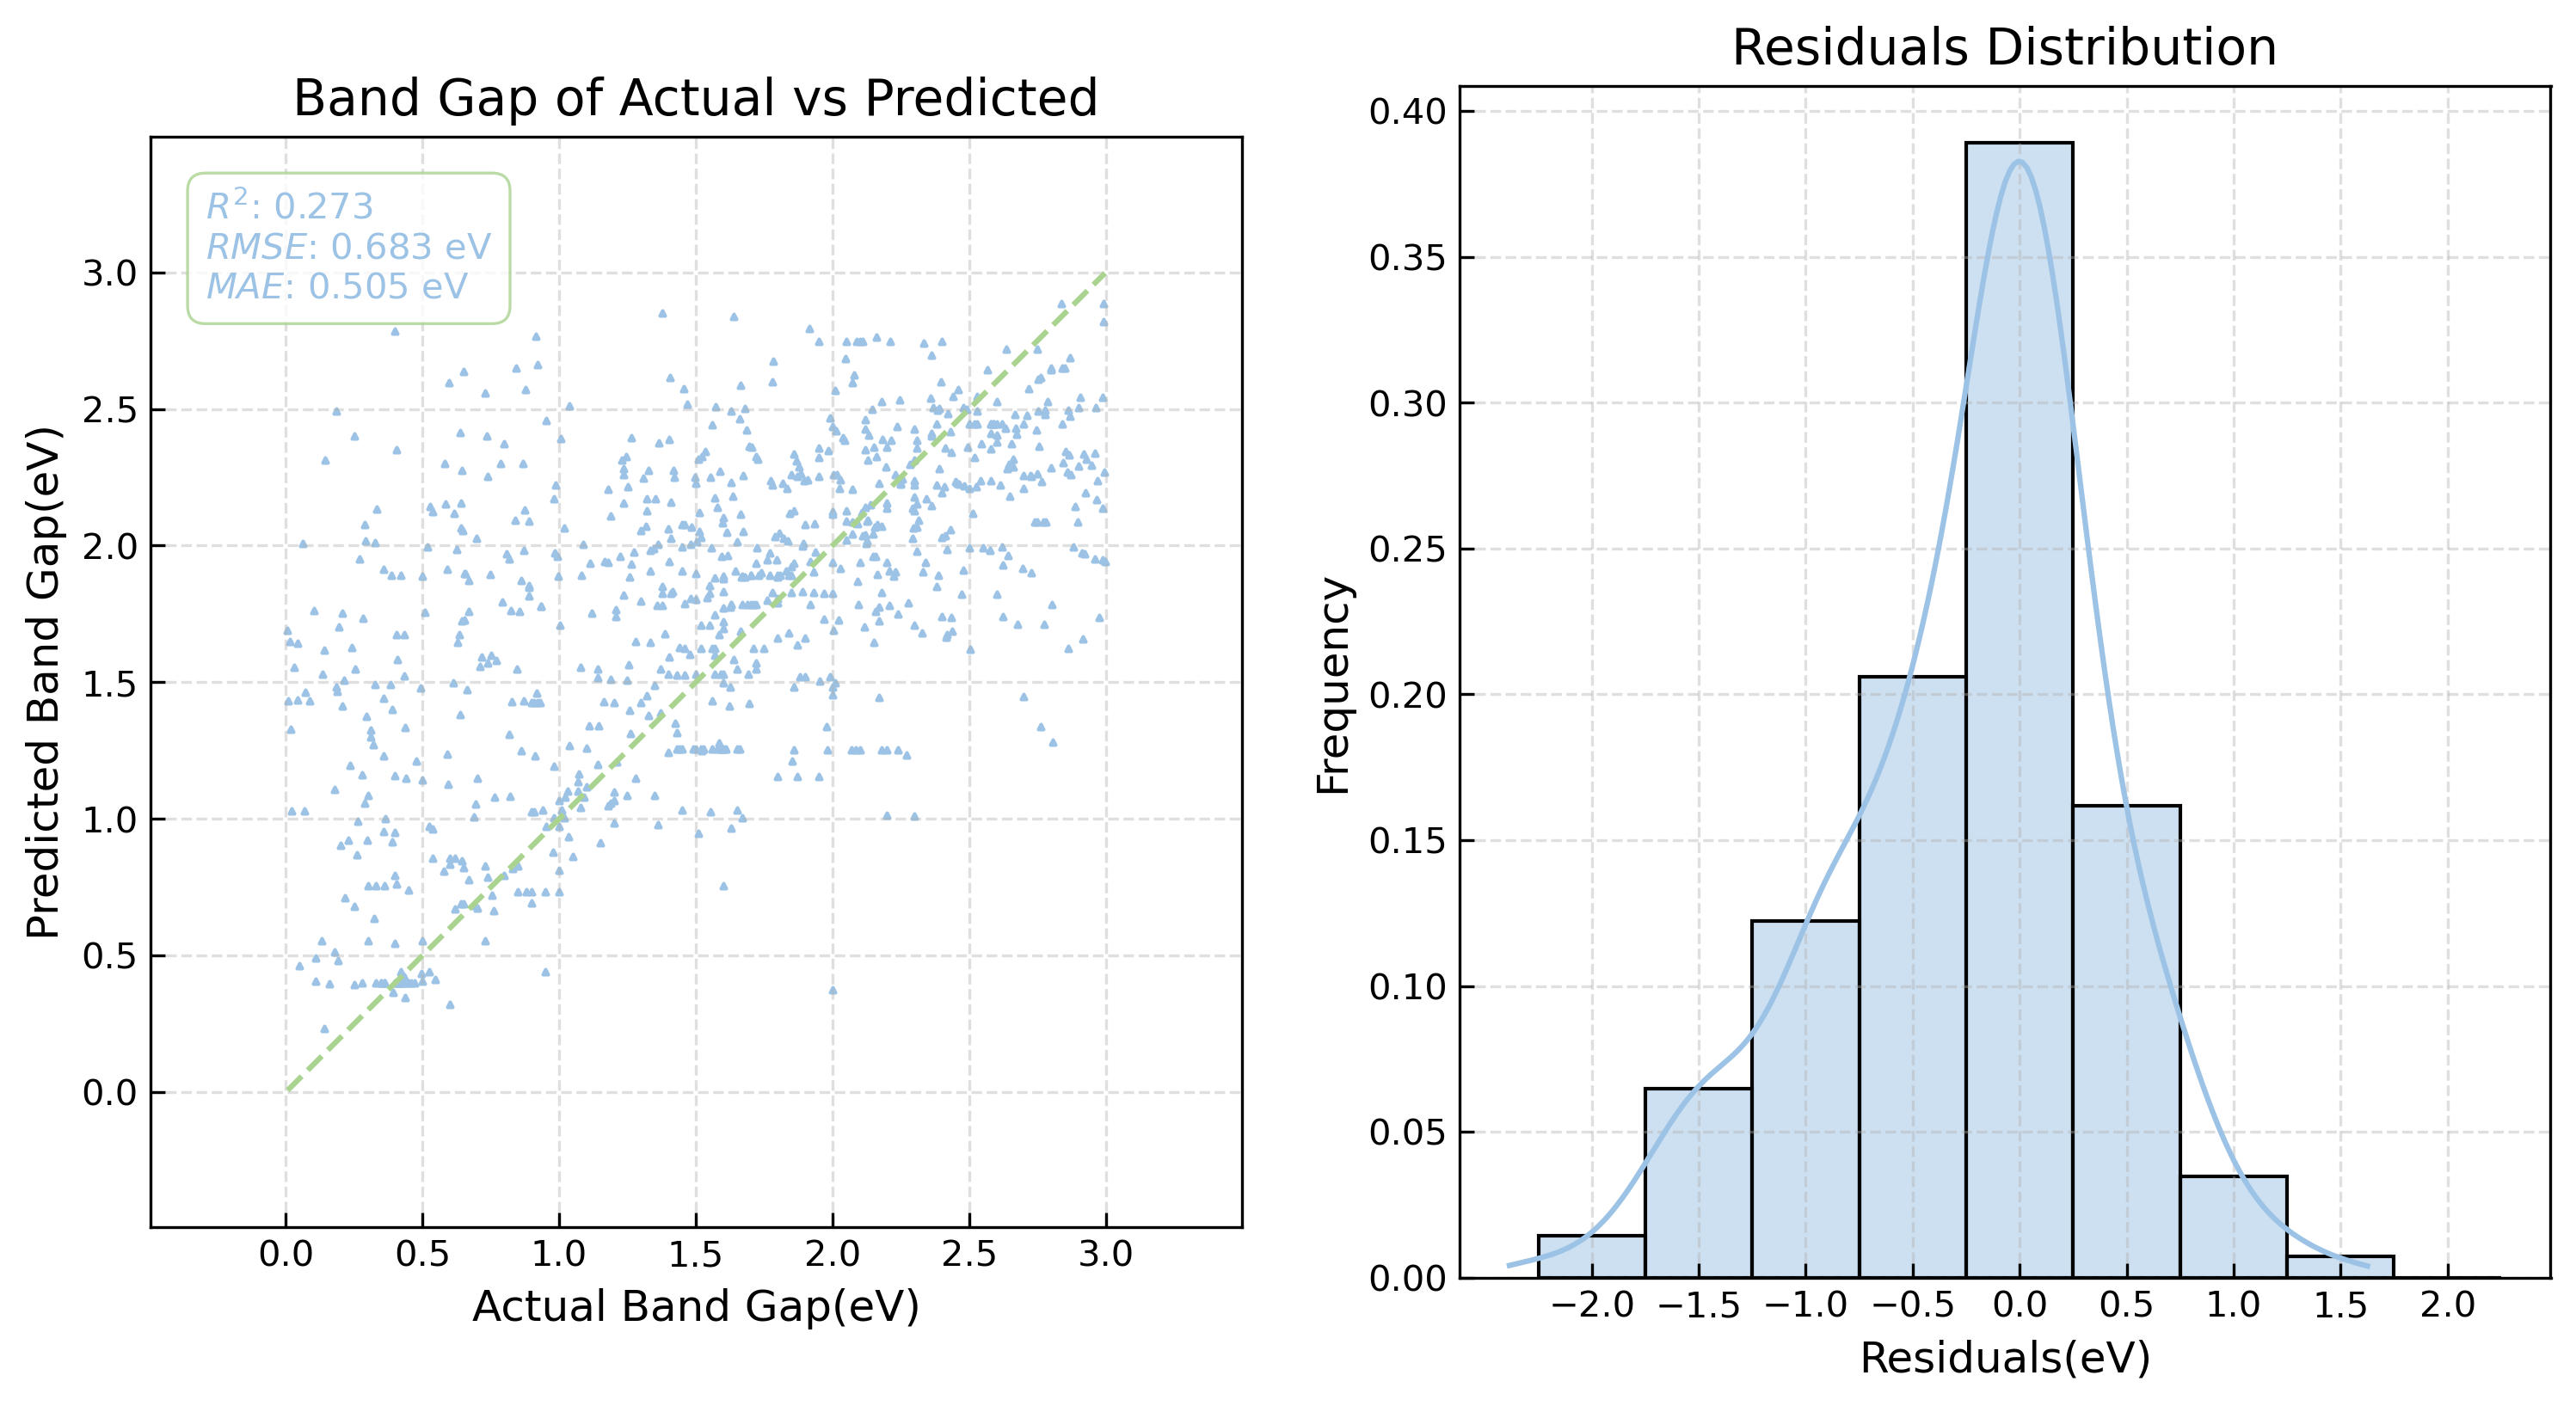 Band Gap of Actual vs Predicted
R²: 0.273
RMSE: 0.683 eV
MAE: 0.505 eV
3.0
2.5
2.0
1.5
1.0
0.5
0.0
Predicted Band Gap(eV)
0.0 0.5 1.0 1.5 2.0 2.5 3.0
Actual Band Gap(eV)
Residuals Distribution
0.40
0.35
0.30
0.25
0.20
0.15
0.10
0.05
0.00
Frequency
−2.0 −1.5 −1.0 −0.5 0.0 0.5 1.0 1.5 2.0
Residuals(eV)